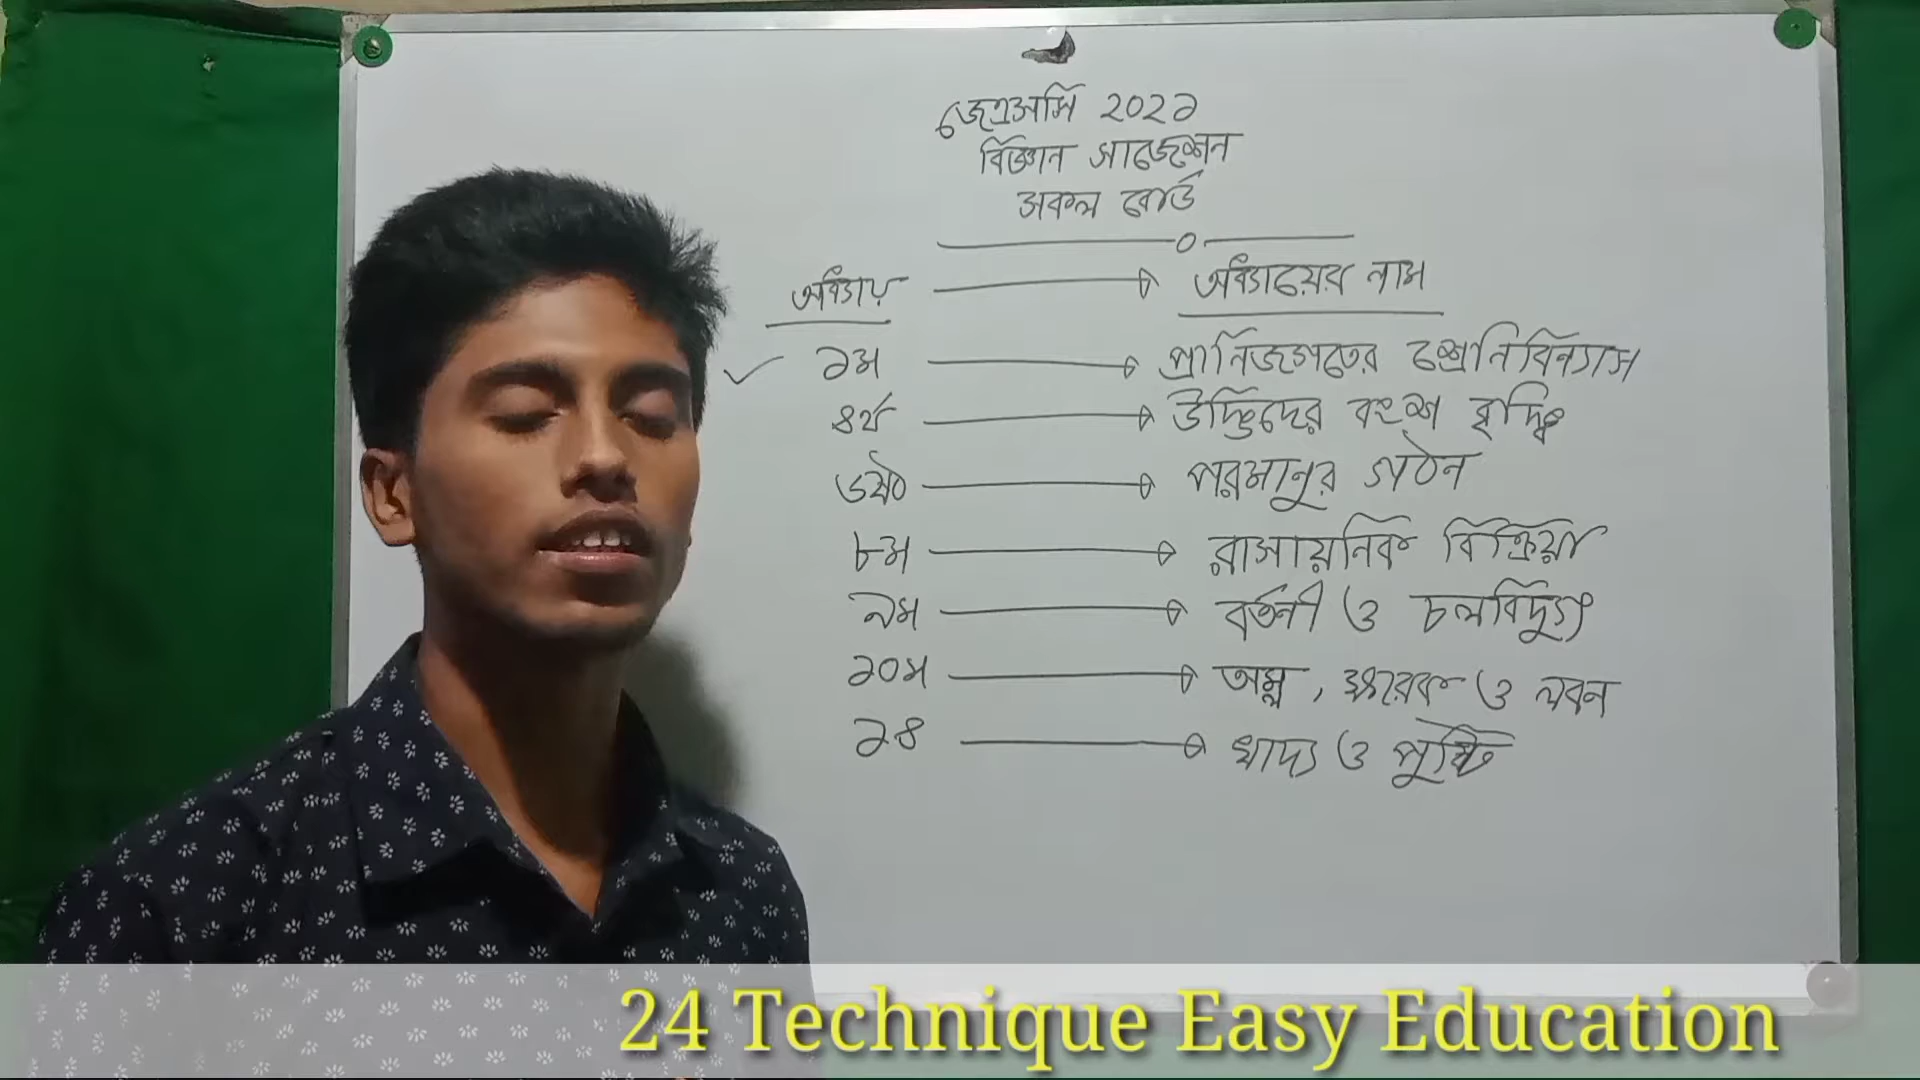 জেএসসি ২০২১
বিজ্ঞান সাজেশন
সকল বোর্ড
অধ্যায় অধ্যায়ের নাম
১ম প্রানিজগতের শ্রেনিবিন্যাস
৪র্থ উদ্ভিদের বংশ বৃদ্ধি
৬ষ্ঠ পরমানুর গঠন
৮ম রাসায়নিক বিক্রিয়া
৯ম বর্তনী ও চলবিদ্যুৎ
১০ম অম্ল, ক্ষারক ও লবন
১৪ খাদ্য ও পুষ্টি
24 Technique Easy Education